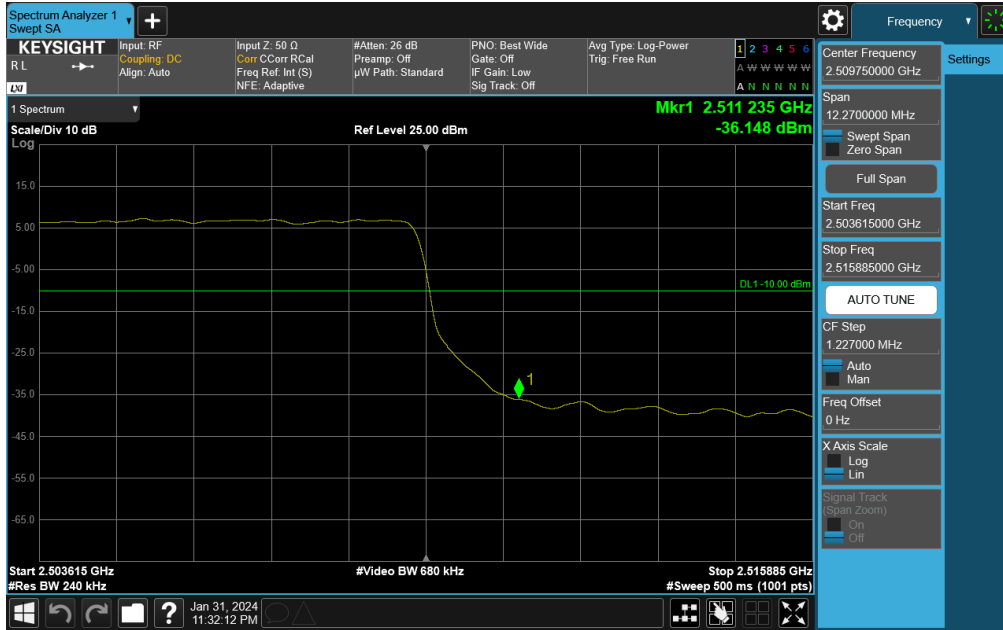 Spectrum Analyzer 1
Swept SA
+
Frequency
KEYSIGHT
R L
LXI
Input: RF
Coupling: DC
Align: Auto
Input Z: 50 Ω
Corr CCorr RCal
Freq Ref: Int (S)
NFE: Adaptive
#Atten: 26 dB
Preamp: Off
µW Path: Standard
PNO: Best Wide
Gate: Off
IF Gain: Low
Sig Track: Off
Avg Type: Log-Power
Trig: Free Run
1 2 3 4 5 6
A W W W W W
A N N N N N
1 Spectrum
Mkr1 2.511 235 GHz
Scale/Div 10 dB
Ref Level 25.00 dBm
-36.148 dBm
Log
15.0
5.00
-5.00
DL1 -10.00 dBm
-15.0
-25.0
1
-35.0
-45.0
-55.0
-65.0
Start 2.503615 GHz
#Video BW 680 kHz
Stop 2.515885 GHz
#Res BW 240 kHz
#Sweep 500 ms (1001 pts)
?
Jan 31, 2024
11:32:12 PM
Center Frequency
2.509750000 GHz
Settings
Span
12.2700000 MHz
Swept Span
Zero Span
Full Span
Start Freq
2.503615000 GHz
Stop Freq
2.515885000 GHz
AUTO TUNE
CF Step
1.227000 MHz
Auto
Man
Freq Offset
0 Hz
X Axis Scale
Log
Lin
Signal Track
(Span Zoom)
On
Off